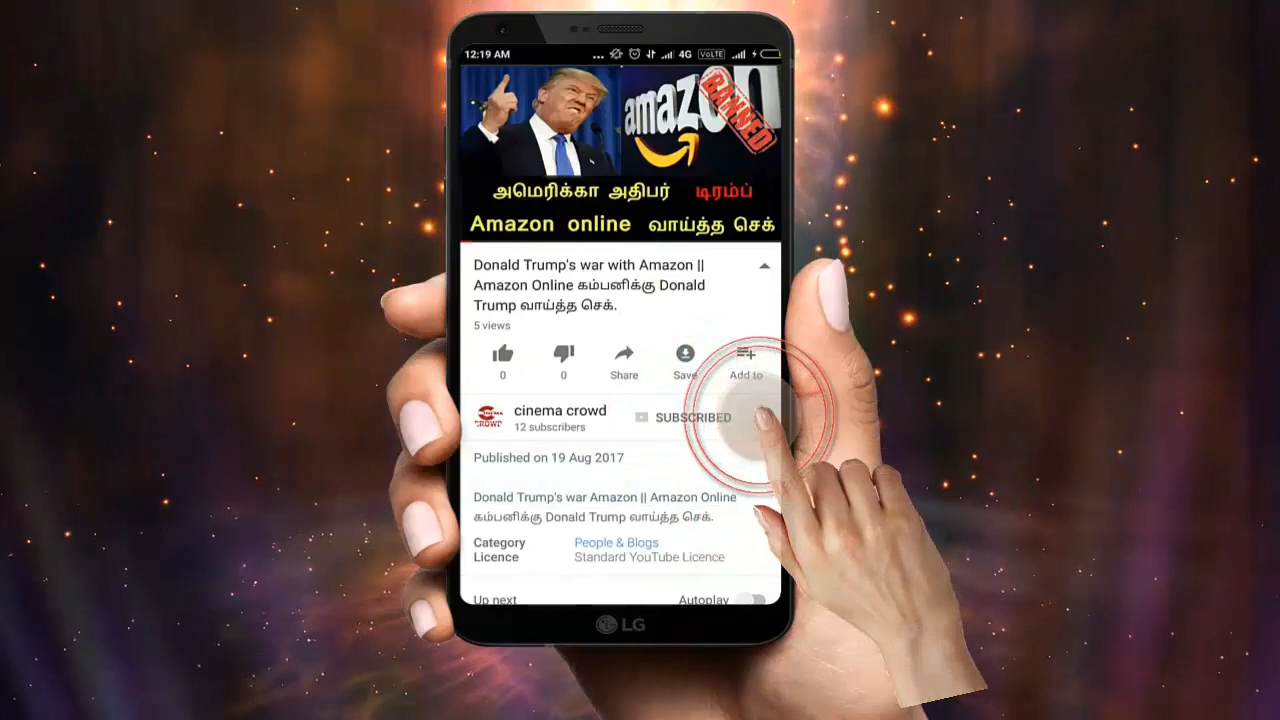 12:19 AM ... 4G VoLTE
amazon
BANNED
அமெரிக்கா அதிபர் டிரம்ப்
Amazon online வாய்த்த செக்
Donald Trump's war with Amazon ||
Amazon Online கம்பனிக்கு Donald
Trump வாய்த்த செக்.
5 views
0 0 Share Save Add to
cinema crowd
SUBSCRIBED
12 subscribers
CINEMA
CROWD
Published on 19 Aug 2017
Donald Trump's war Amazon || Amazon Online
கம்பனிக்கு Donald Trump வாய்த்த செக்.
Category People & Blogs
Licence Standard YouTube Licence
Up next Autoplay
LG